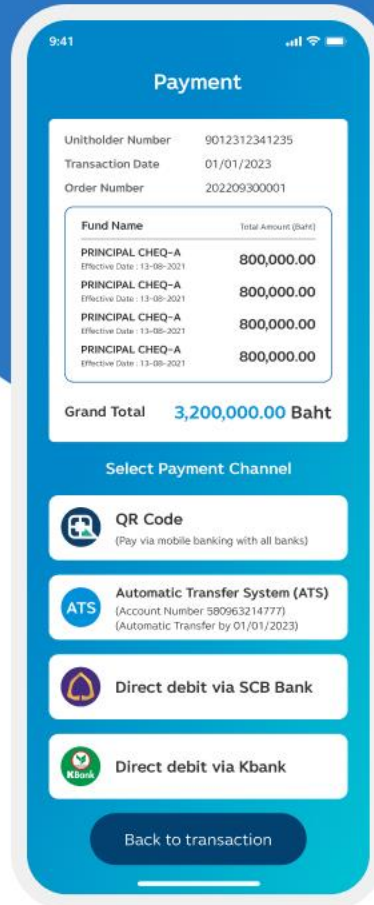 9:41
Payment
Unitholder Number 9012312341235
Transaction Date 01/01/2023
Order Number 202209300001
Fund Name Total Amount (Baht)
PRINCIPAL CHEQ-A 800,000.00
Effective Date : 13-08-2021
PRINCIPAL CHEQ-A 800,000.00
Effective Date : 13-08-2021
PRINCIPAL CHEQ-A 800,000.00
Effective Date : 13-08-2021
PRINCIPAL CHEQ-A 800,000.00
Effective Date : 13-08-2021
Grand Total 3,200,000.00 Baht
Select Payment Channel
QR Code
(Pay via mobile banking with all banks)
ATS
Automatic Transfer System (ATS)
(Account Number 580963214777)
(Automatic Transfer by 01/01/2023)
Direct debit via SCB Bank
KBank
Direct debit via Kbank
Back to transaction